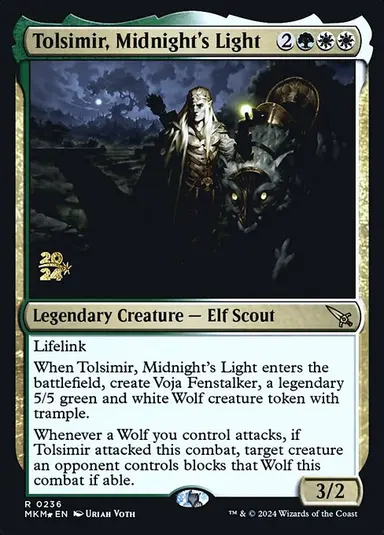 Tolsimir, Midnight's Light 2
20
24
Legendary Creature — Elf Scout
Lifelink
When Tolsimir, Midnight's Light enters the
battlefield, create Voja Fenstalker, a legendary
5/5 green and white Wolf creature token with
trample.
Whenever a Wolf you control attacks, if
Tolsimir attacked this combat, target creature
an opponent controls blocks that Wolf this
combat if able.
3/2
R 0236
MKM★EN Uriah Voth
™ & © 2024 Wizards of the Coast